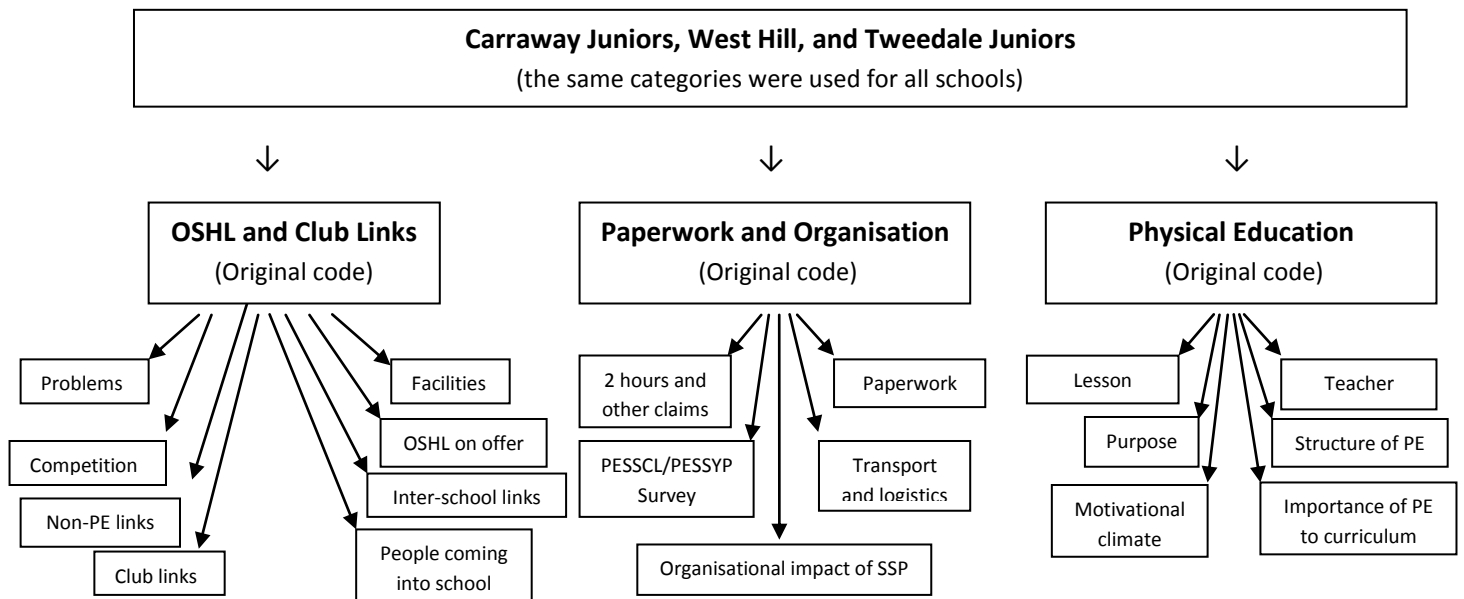 Carraway Juniors, West Hill, and Tweedale Juniors
(the same categories were used for all schools)
OSHL and Club Links
(Original code)
Problems
Competition
Non-PE links
Club links
Facilities
OSHL on offer
Inter-school links
People coming
into school
Paperwork and Organisation
(Original code)
2 hours and
other claims
PESSCL/PESSYP
Survey
Organisational impact of SSP
Paperwork
Transport
and logistics
Physical Education
(Original code)
Lesson
Purpose
Motivational
climate
Teacher
Structure of PE
Importance of PE
to curriculum